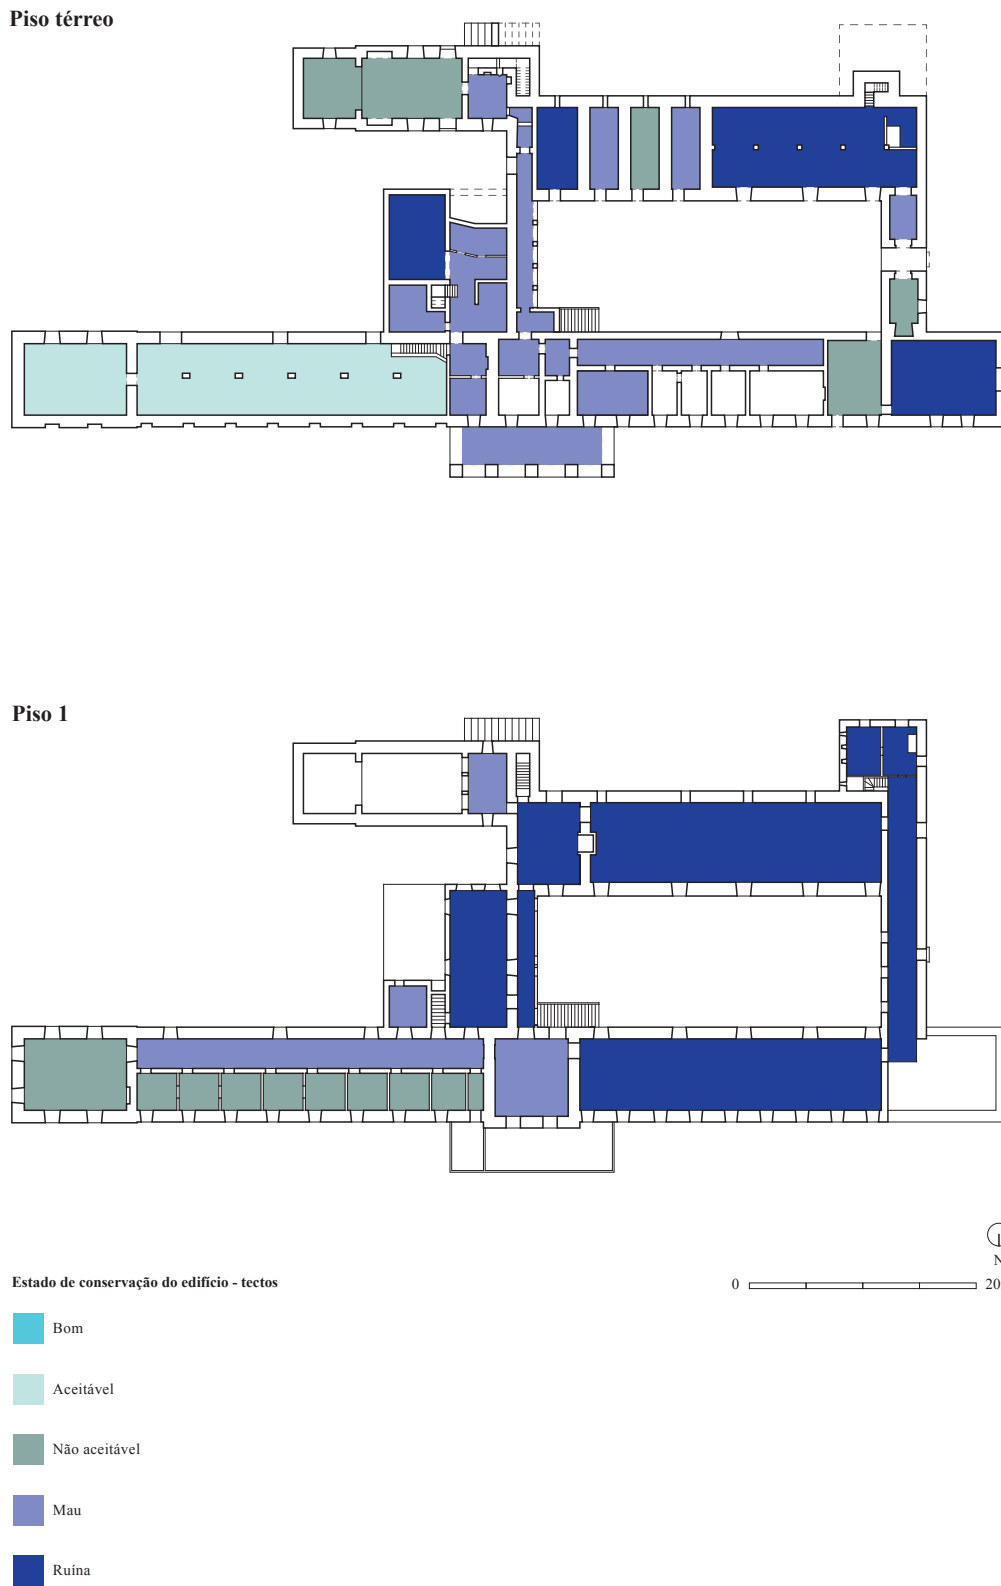 Piso térreo
Piso 1
N
Estado de conservação do edifício - tectos
0 20
Bom
Aceitável
Não aceitável
Mau
Ruína